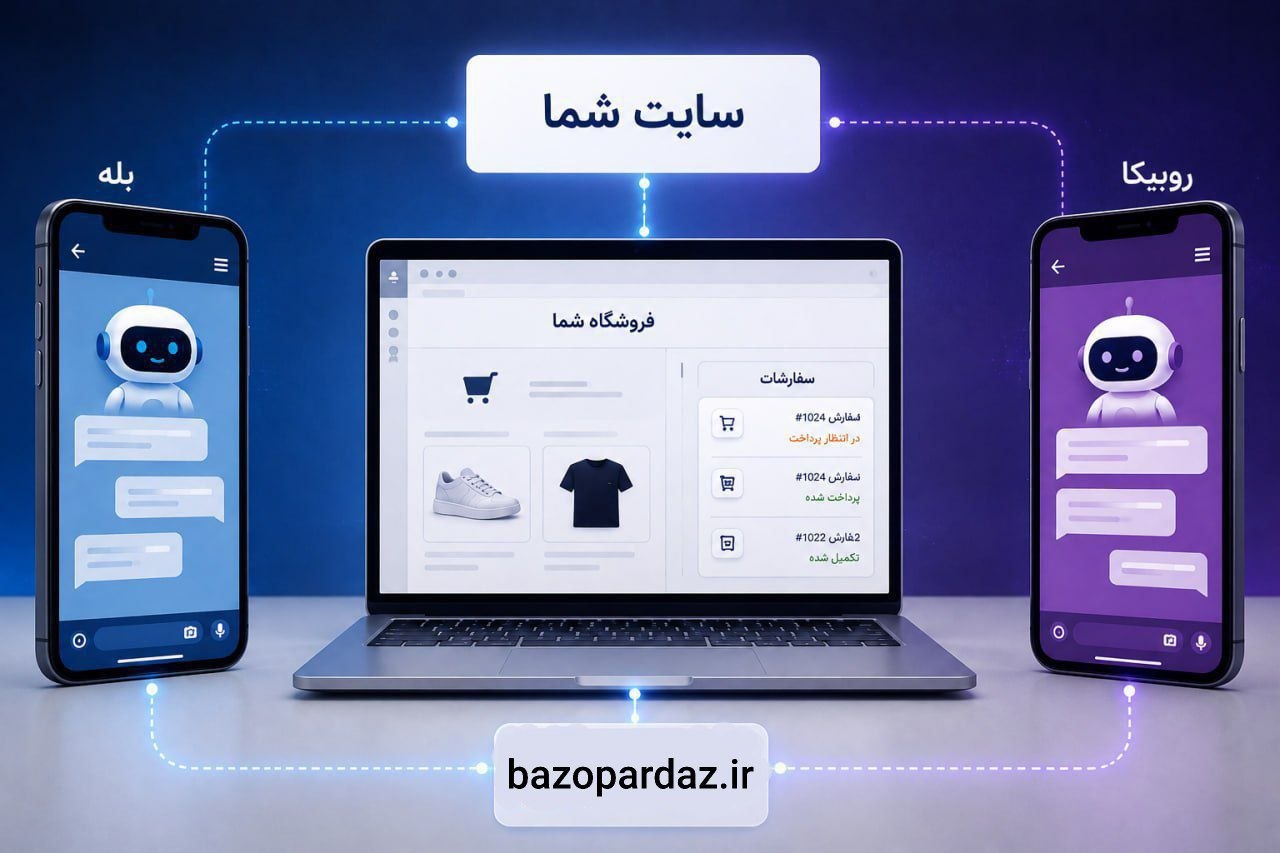 سایت شما
بله
روبیکا
فروشگاه شما
سفارشات
سفارش 1024#
در انتظار پرداخت
سفارش 1024#
پرداخت شده
2فارش 1022#
تکمیل شده
bazopardaz.ir